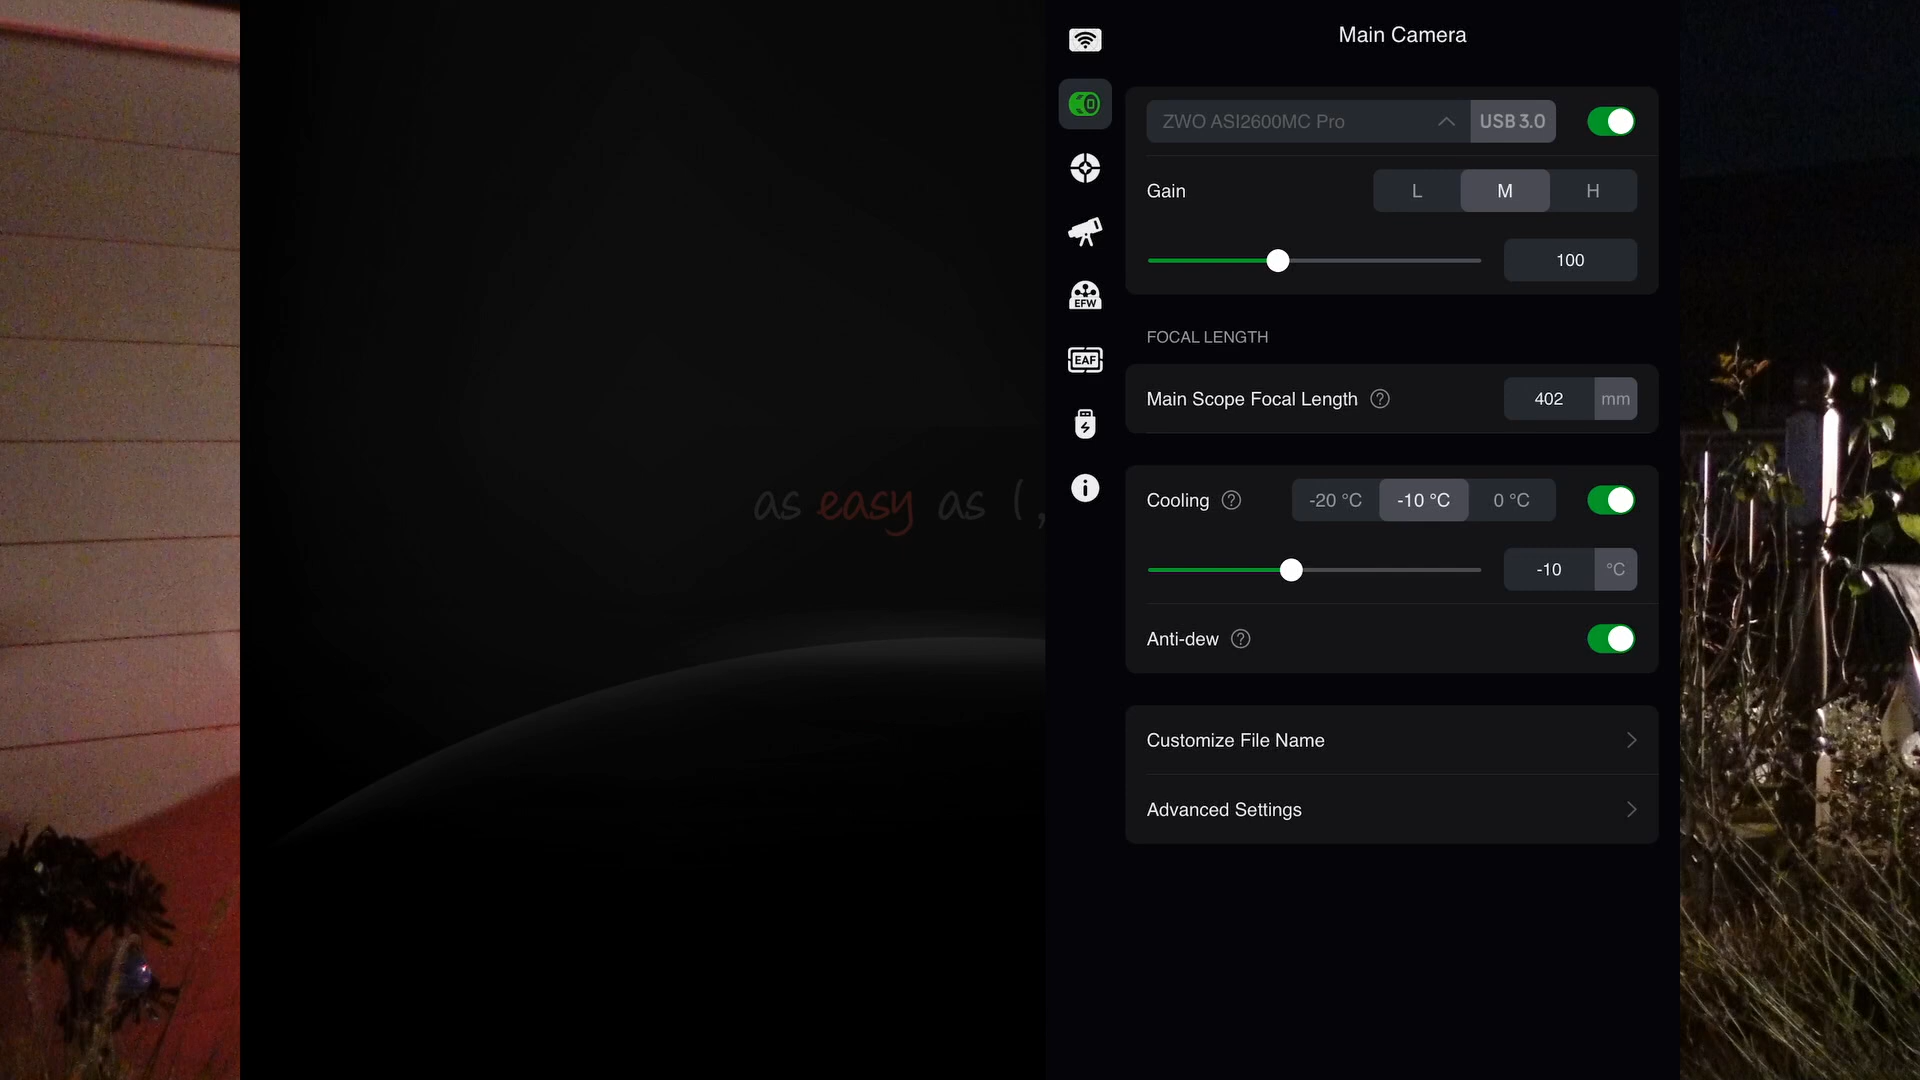 Main Camera
ZWO ASI2600MC Pro USB 3.0
Gain L M H
100
FOCAL LENGTH
Main Scope Focal Length ? 402 mm
as easy as 1,
Cooling ? -20 °C -10 °C 0 °C
-10 °C
Anti-dew ?
Customize File Name
Advanced Settings
EFW
EAF